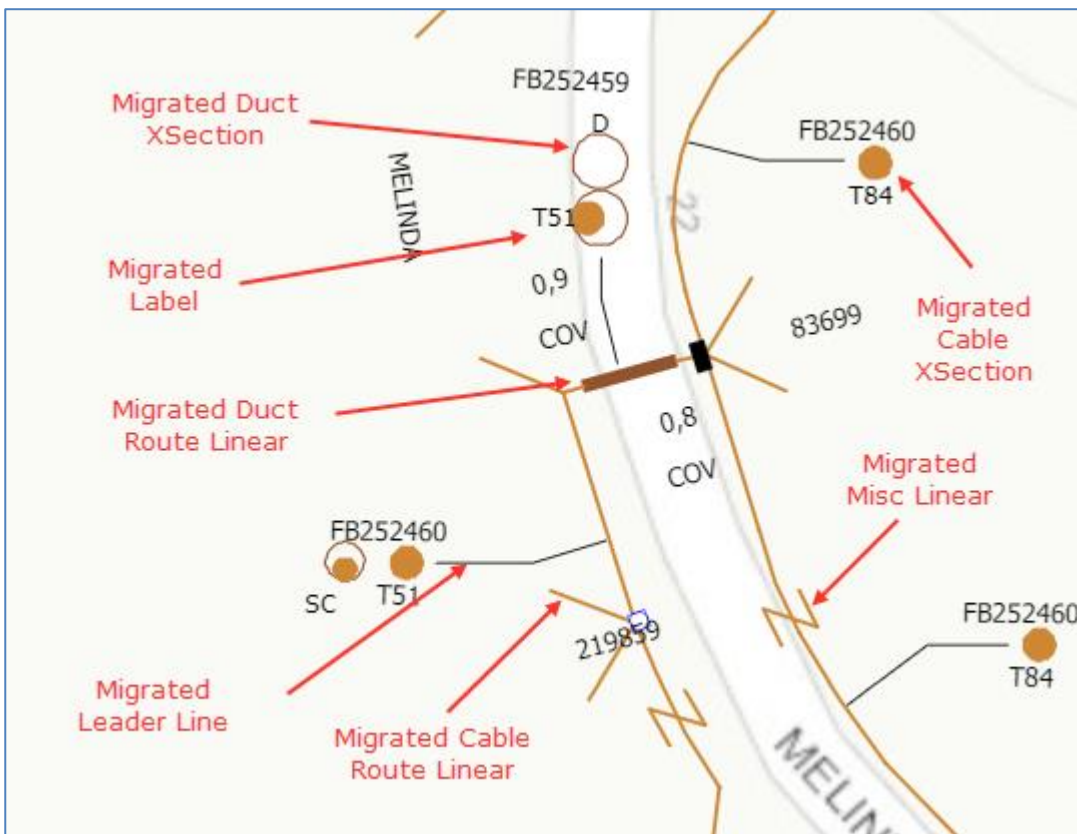 FB252459
Migrated Duct
XSection
D
FB252460
MELINDA
T84
22
T51
Migrated
Label
0,9
83699
Migrated
Cable
XSection
COV
Migrated Duct
Route Linear
0,8
COV
Migrated
Misc Linear
FB252460
SC
T51
FB252460
219859
T84
Migrated
Leader Line
Migrated Cable
Route Linear
MELIN